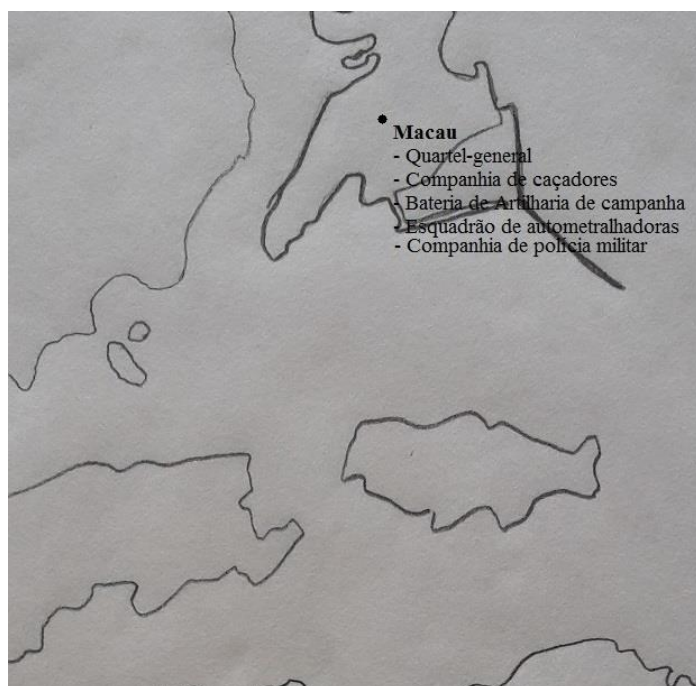 Macau
- Quartel-general
- Companhia de caçadores
- Bateria de Artilharia de campanha
- Esquadrão de autometralhadoras
- Companhia de polícia militar